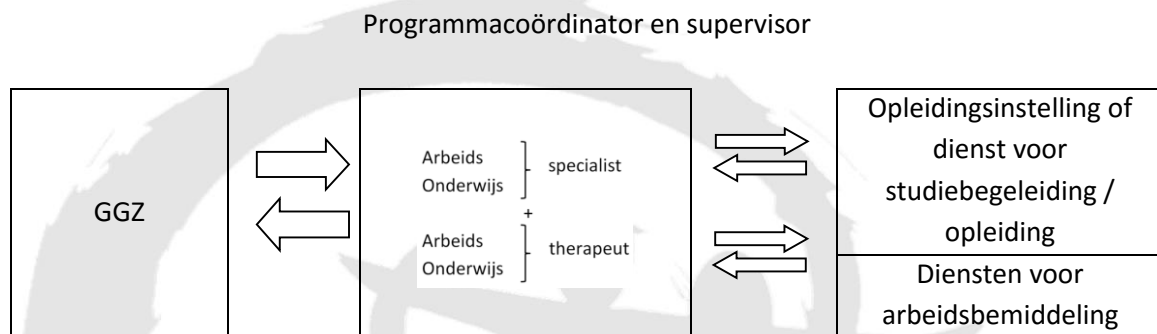 Programmacoördinator en supervisor
GGZ
Arbeids
Onderwijs
specialist
+
Arbeids
Onderwijs
therapeut
Opleidingsinstelling of
dienst voor
studiebegeleiding /
opleiding
Diensten voor
arbeidsbemiddeling